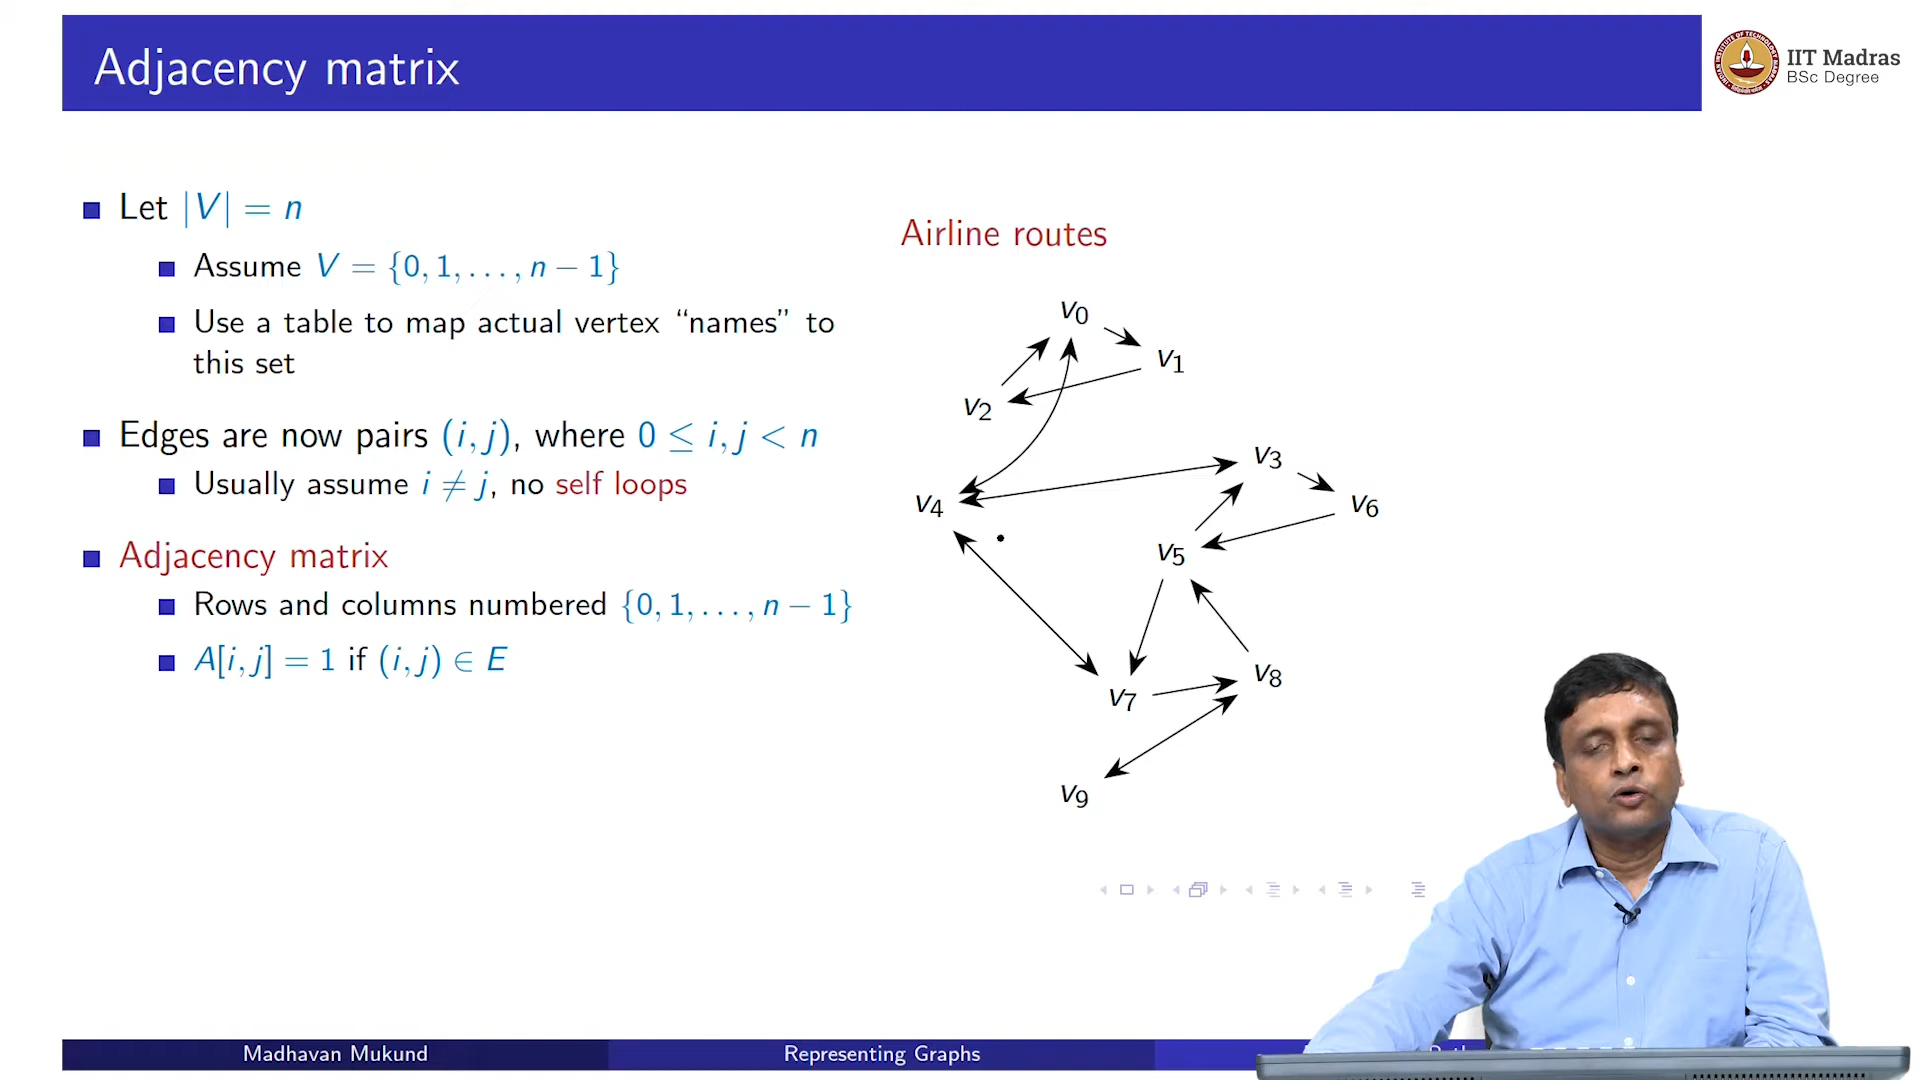 Adjacency matrix
IIT Madras
BSc Degree
Let |V| = n
Assume V = {0, 1, . . . , n − 1}
Use a table to map actual vertex “names” to
this set
Edges are now pairs (i, j), where 0 ≤ i, j < n
Usually assume i ≠ j, no self loops
Adjacency matrix
Rows and columns numbered {0, 1, . . . , n − 1}
A[i, j] = 1 if (i, j) ∈ E
Airline routes
v0
v1
v2
v3
v4
v6
v5
v8
v7
v9
Madhavan Mukund
Representing Graphs